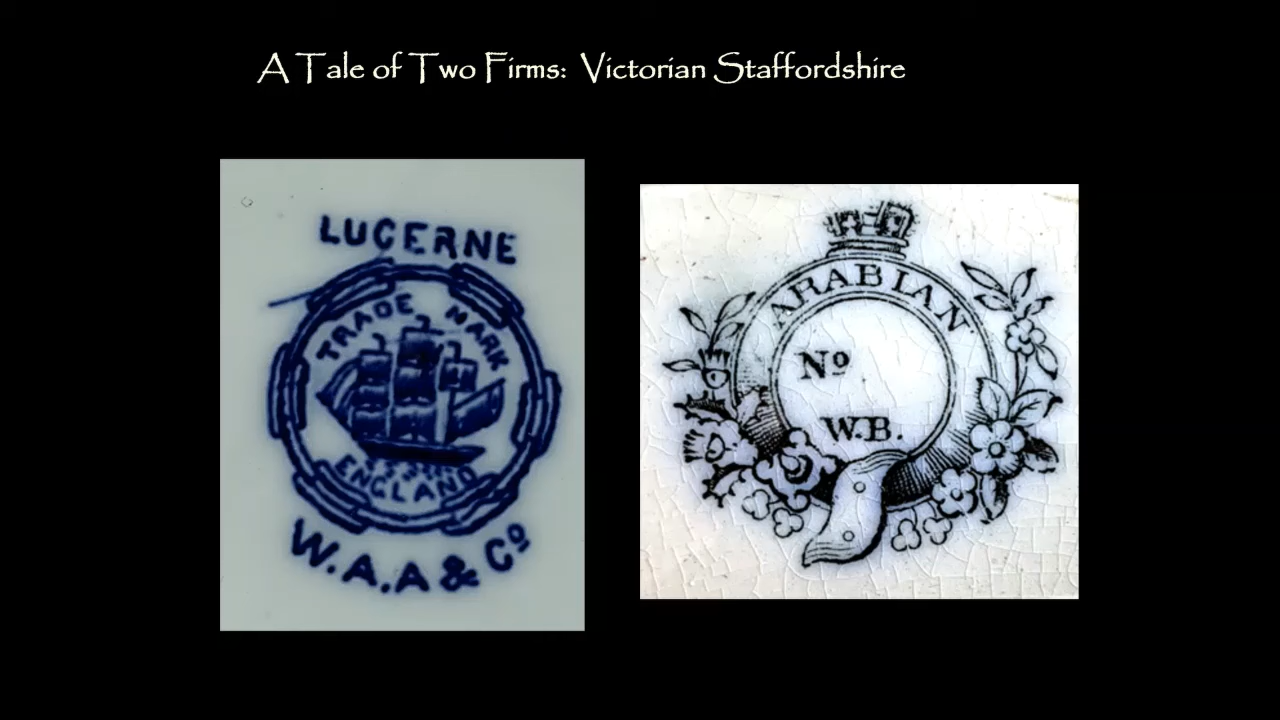 A Tale of Two Firms: Victorian Staffordshire
LUCERNE
TRADE MARK
ENGLAND
W.A.A & Cº
ARABIAN
Nº
W.B.